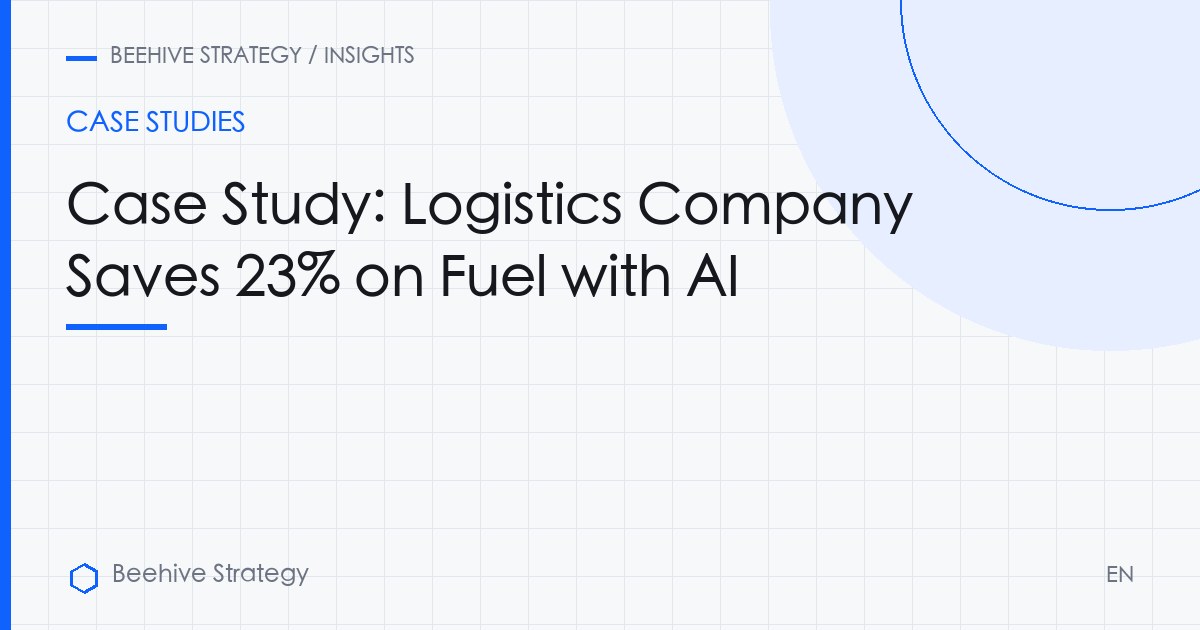 BEEHIVE STRATEGY / INSIGHTS
CASE STUDIES
Case Study: Logistics Company
Saves 23% on Fuel with AI
Beehive Strategy
EN